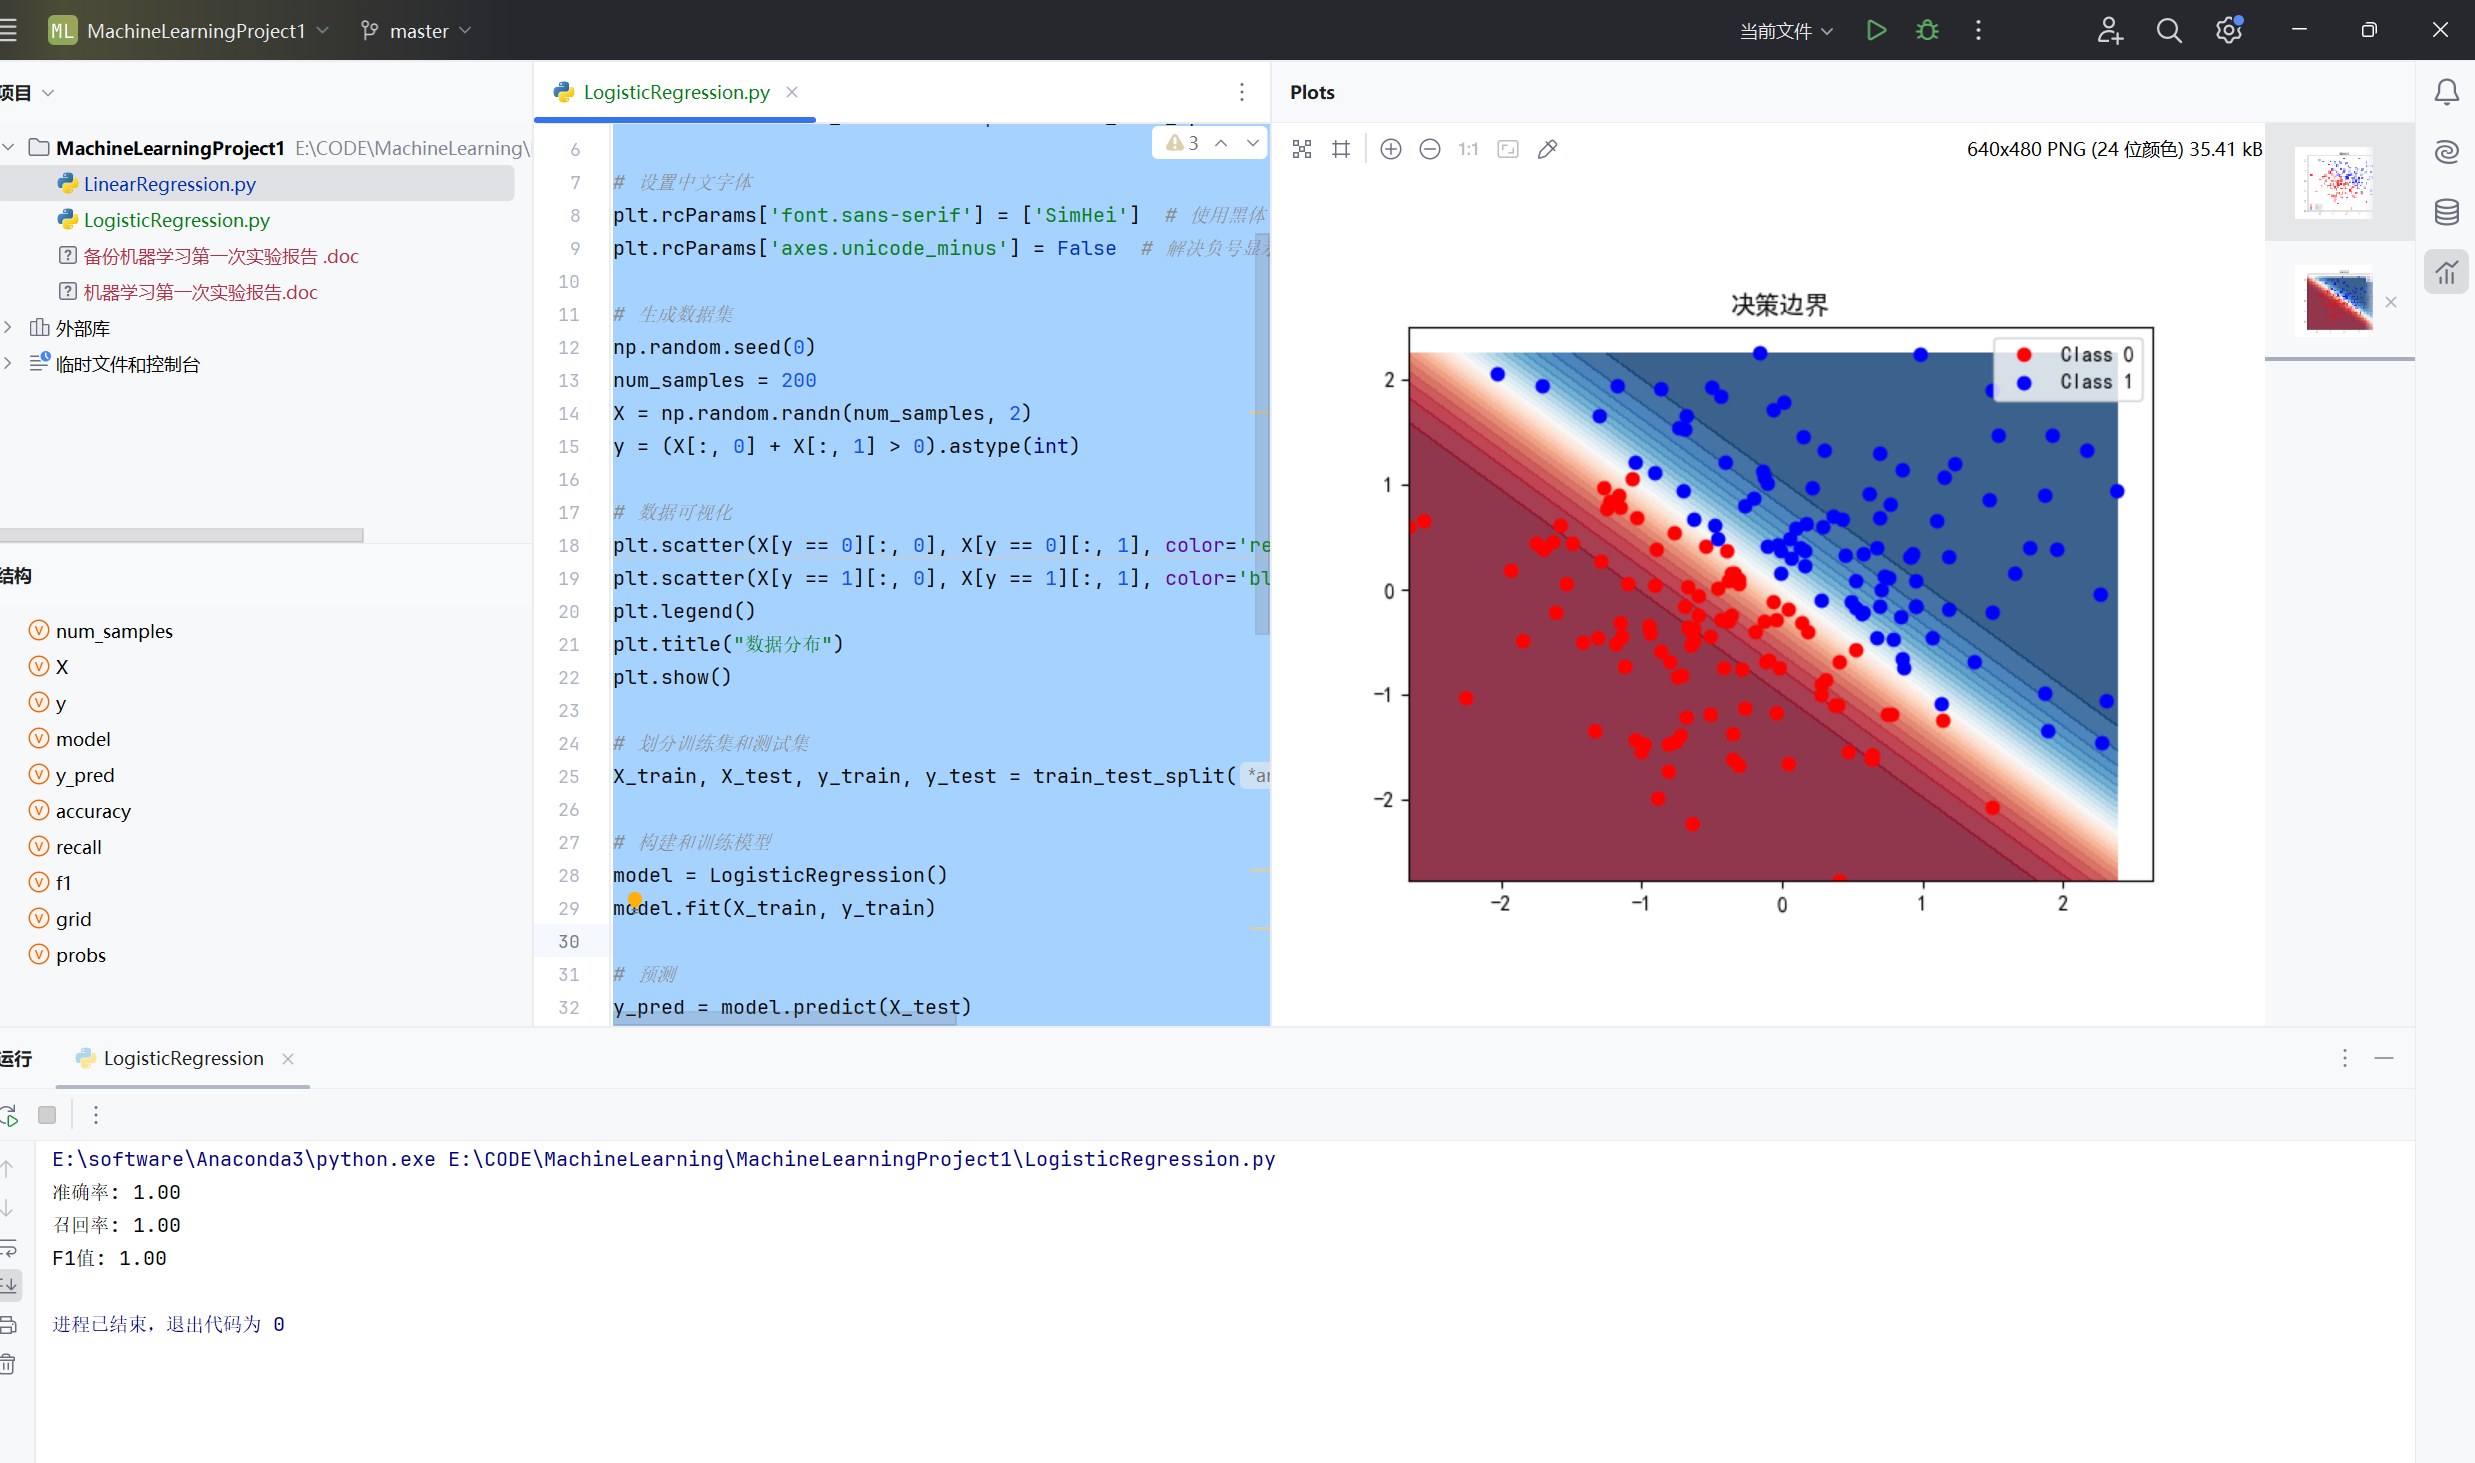 ML MachineLearningProject1 master 当前文件
项目
MachineLearningProject1 E:\CODE\MachineLearning\
LinearRegression.py
LogisticRegression.py
备份机器学习第一次实验报告 .doc
机器学习第一次实验报告.doc
外部库
临时文件和控制台
结构
num_samples
X
y
model
y_pred
accuracy
recall
f1
grid
probs
LogisticRegression.py
3
6
7 # 设置中文字体
8 plt.rcParams['font.sans-serif'] = ['SimHei'] # 使用黑体
9 plt.rcParams['axes.unicode_minus'] = False # 解决负号显
10
11 # 生成数据集
12 np.random.seed(0)
13 num_samples = 200
14 X = np.random.randn(num_samples, 2)
15 y = (X[:, 0] + X[:, 1] > 0).astype(int)
16
17 # 数据可视化
18 plt.scatter(X[y == 0][:, 0], X[y == 0][:, 1], color='re
19 plt.scatter(X[y == 1][:, 0], X[y == 1][:, 1], color='bl
20 plt.legend()
21 plt.title("数据分布")
22 plt.show()
23
24 # 划分训练集和测试集
25 X_train, X_test, y_train, y_test = train_test_split( *ar
26
27 # 构建和训练模型
28 model = LogisticRegression()
29 model.fit(X_train, y_train)
30
31 # 预测
32 y_pred = model.predict(X_test)
Plots
1:1 640x480 PNG (24 位颜色) 35.41 kB
决策边界
Class 0
Class 1
2
1
0
−1
−2
−2 −1 0 1 2
运行 LogisticRegression
E:\software\Anaconda3\python.exe E:\CODE\MachineLearning\MachineLearningProject1\LogisticRegression.py
准确率: 1.00
召回率: 1.00
F1值: 1.00
进程已结束，退出代码为 0